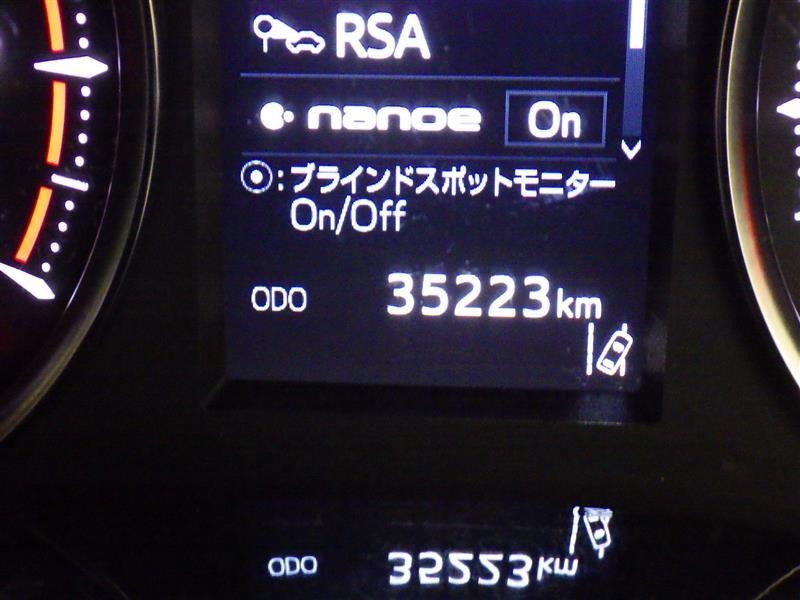 RSA
nanoe On
:ブラインドスポットモニター
On/Off
ODO 35223km
ODO 35223km